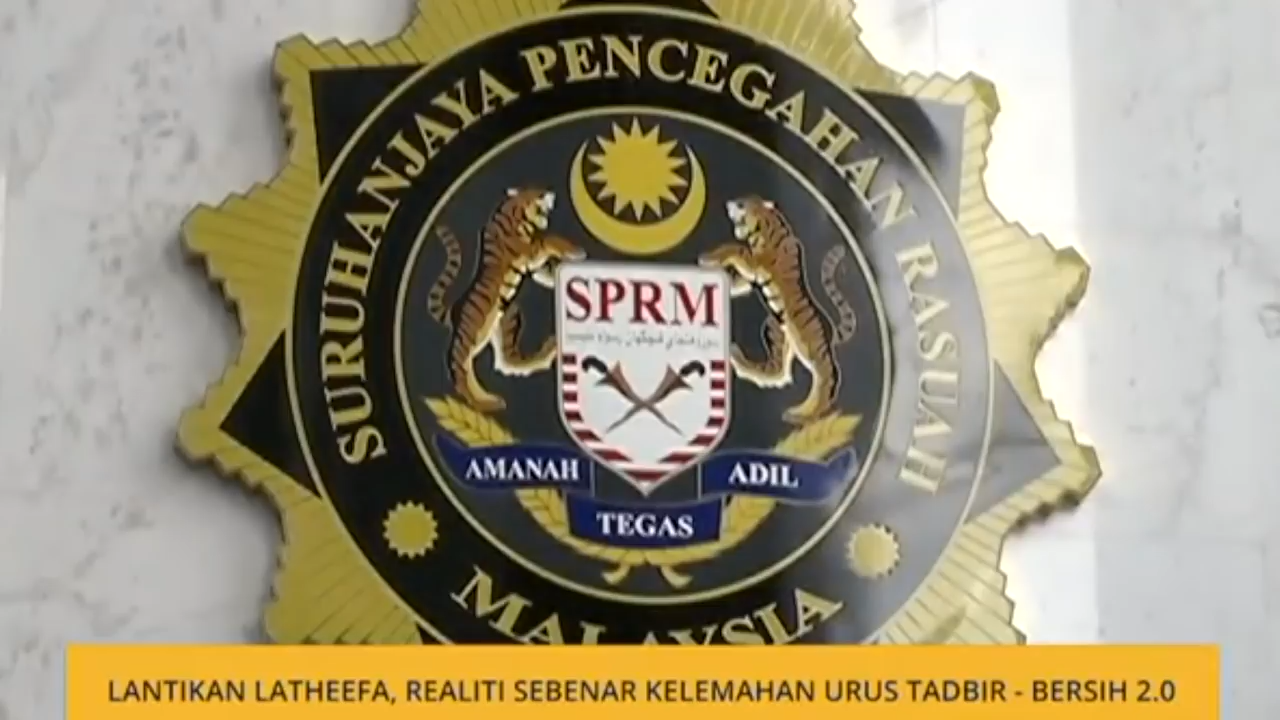 SURUHANJAYA PENCEGAHAN RASUAH
SPRM
AMANAH
ADIL
TEGAS
MALAYSIA
LANTIKAN LATHEEFA, REALITI SEBENAR KELEMAHAN URUS TADBIR - BERSIH 2.0